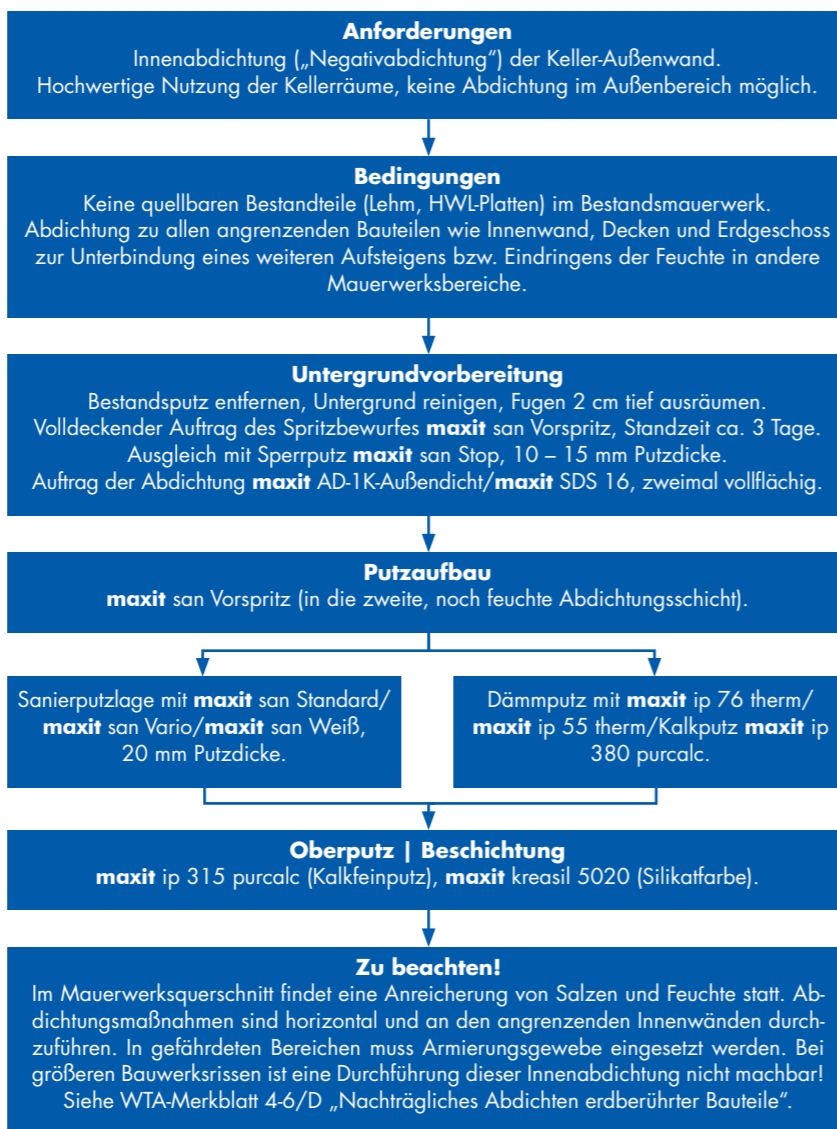 Anforderungen
Innenabdichtung („Negativabdichtung“) der Keller-Außenwand.
Hochwertige Nutzung der Kellerräume, keine Abdichtung im Außenbereich möglich.
Bedingungen
Keine quellbaren Bestandteile (Lehm, HWL-Platten) im Bestandsmauerwerk.
Abdichtung zu allen angrenzenden Bauteilen wie Innenwand, Decken und Erdgeschoss
zur Unterbindung eines weiteren Aufsteigens bzw. Eindringens der Feuchte in andere
Mauerwerksbereiche.
Untergrundvorbereitung
Bestandsputz entfernen, Untergrund reinigen, Fugen 2 cm tief ausräumen.
Volldeckender Auftrag des Spritzbewurfes maxit san Vorspritz, Standzeit ca. 3 Tage.
Ausgleich mit Sperrputz maxit san Stop, 10 – 15 mm Putzdicke.
Auftrag der Abdichtung maxit AD-1K-Außendicht/maxit SDS 16, zweimal vollflächig.
Putzaufbau
maxit san Vorspritz (in die zweite, noch feuchte Abdichtungsschicht).
Sanierputzlage mit maxit san Standard/
maxit san Vario/maxit san Weiß,
20 mm Putzdicke.
Dämmputz mit maxit ip 76 therm/
maxit ip 55 therm/Kalkputz maxit ip
380 purcalc.
Oberputz | Beschichtung
maxit ip 315 purcalc (Kalkfeinputz), maxit kreasil 5020 (Silikatfarbe).
Zu beachten!
Im Mauerwerksquerschnitt findet eine Anreicherung von Salzen und Feuchte statt. Ab-
dichtungsmaßnahmen sind horizontal und an den angrenzenden Innenwänden durch-
zuführen. In gefährdeten Bereichen muss Armierungsgewebe eingesetzt werden. Bei
größeren Bauwerksrissen ist eine Durchführung dieser Innenabdichtung nicht machbar!
Siehe WTA-Merkblatt 4-6/D „Nachträgliches Abdichten erdberührter Bauteile“.